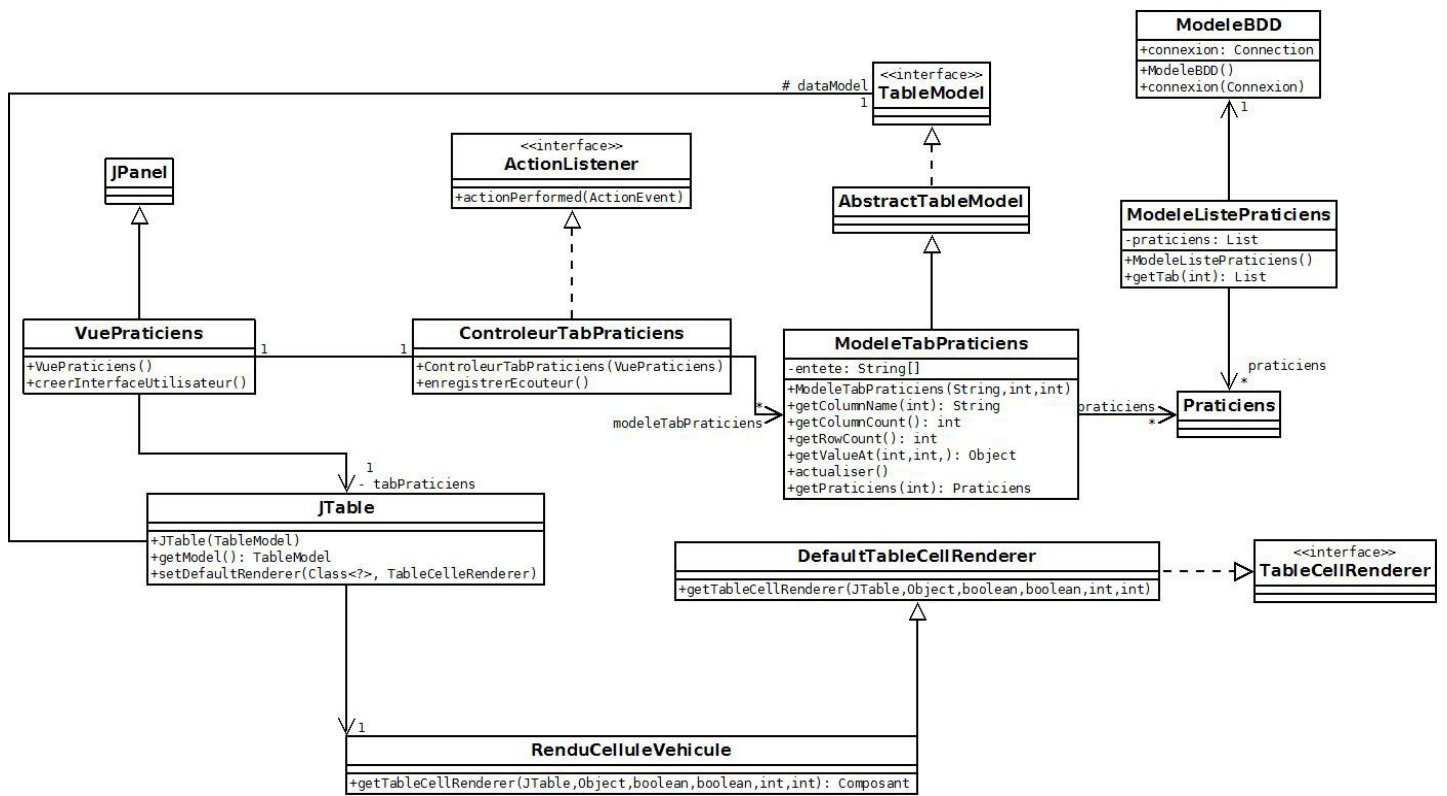 ModeleBDD
+connexion: Connection
+ModeleBDD()
+connexion(Connexion)
1
<<interface>>
TableModel
# dataModel
1
<<interface>>
ActionListener
+actionPerformed(ActionEvent)
JPanel
AbstractTableModel
ModeleListePraticiens
-praticiens: List
+ModeleListePraticiens()
+getTab(int): List
VuePraticiens
+VuePraticiens()
+creerInterfaceUtilisateur()
1
1
ControleurTabPraticiens
+ControleurTabPraticiens(VuePraticiens)
+enregistrerEcouteur()
*
modeleTabPraticiens
ModeleTabPraticiens
-entete: String[]
+ModeleTabPraticiens(String,int,int)
+getColumnName(int): String
+getColumnCount(): int
+getRowCount(): int
+getValueAt(int,int,): Object
+actualiser()
+getPraticiens(int): Praticiens
praticiens
*
praticiens
*
Praticiens
1
- tabPraticiens
JTable
+JTable(TableModel)
+getModel(): TableModel
+setDefaultRenderer(Class<?>, TableCelleRenderer)
DefaultTableCellRenderer
+getTableCellRenderer(JTable,Object,boolean,boolean,int,int)
<<interface>>
TableCellRenderer
1
RenduCelluleVehicule
+getTableCellRenderer(JTable,Object,boolean,boolean,int,int): Composant